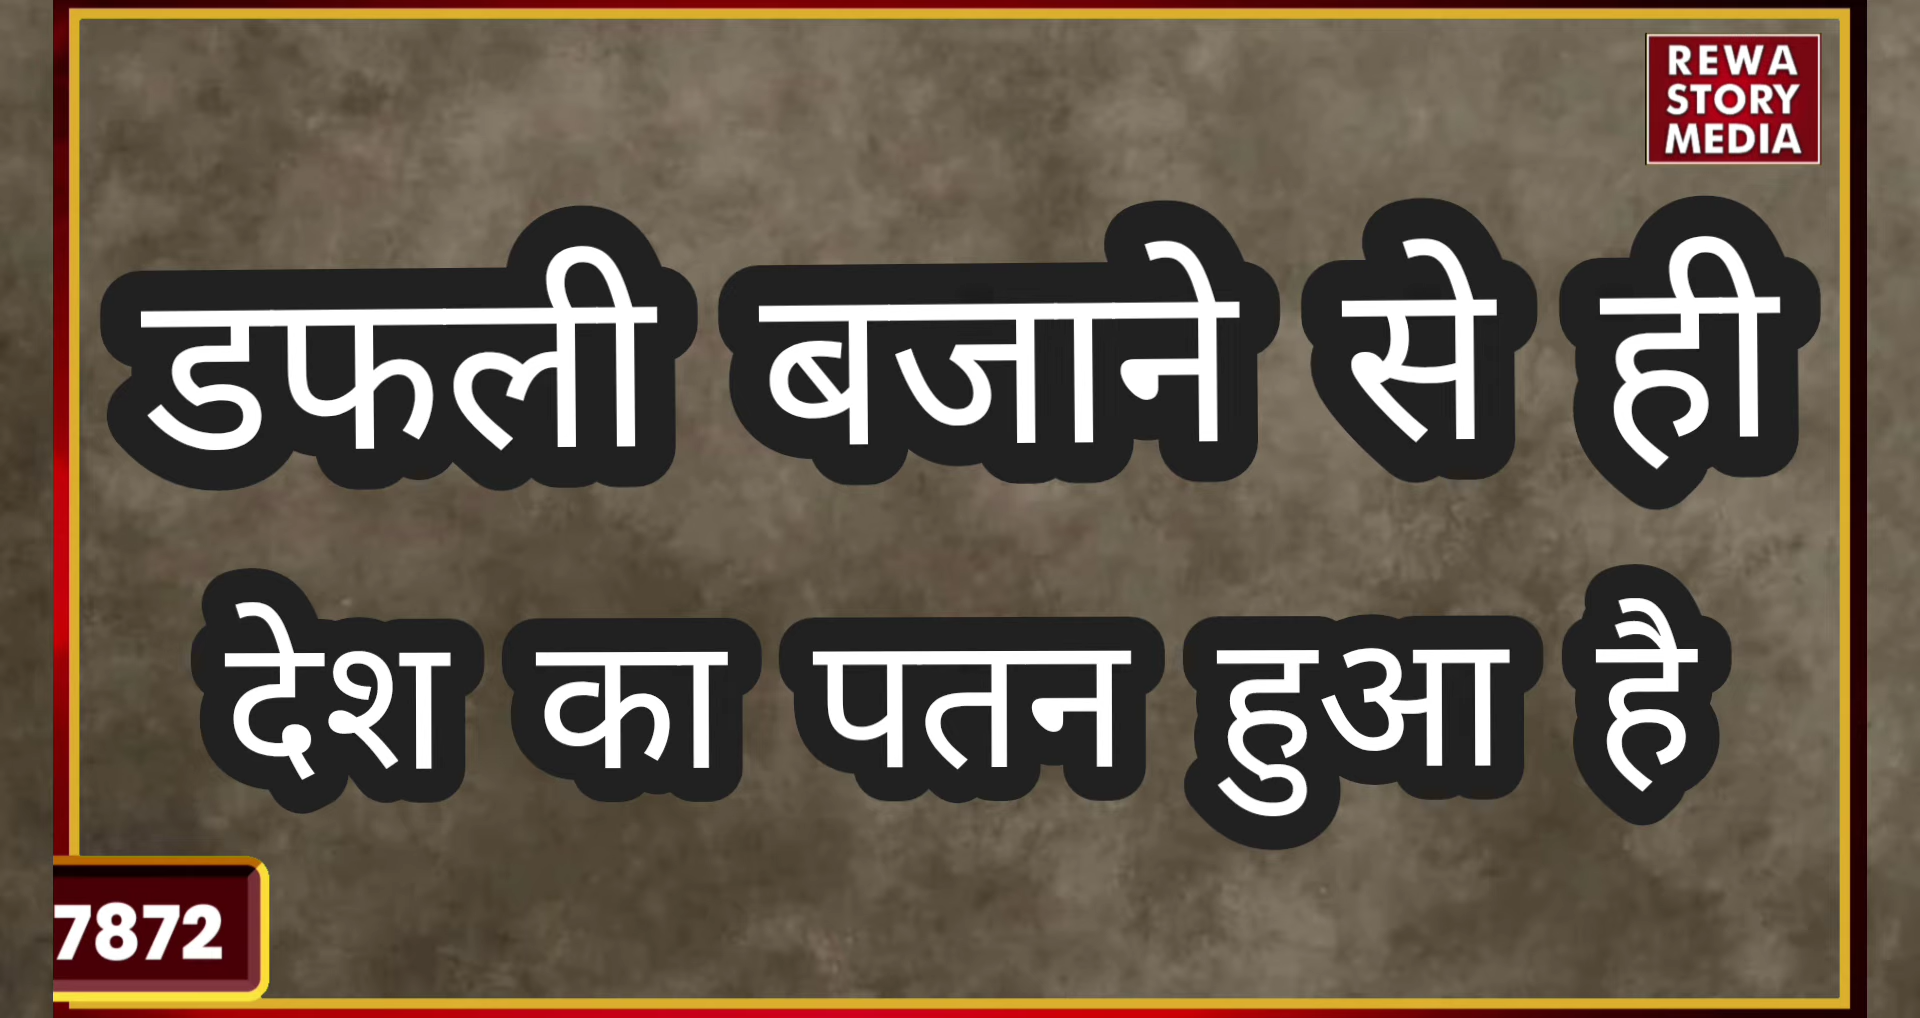 REWA
STORY
MEDIA
डफली बजाने से ही
देश का पतन हुआ है
7872